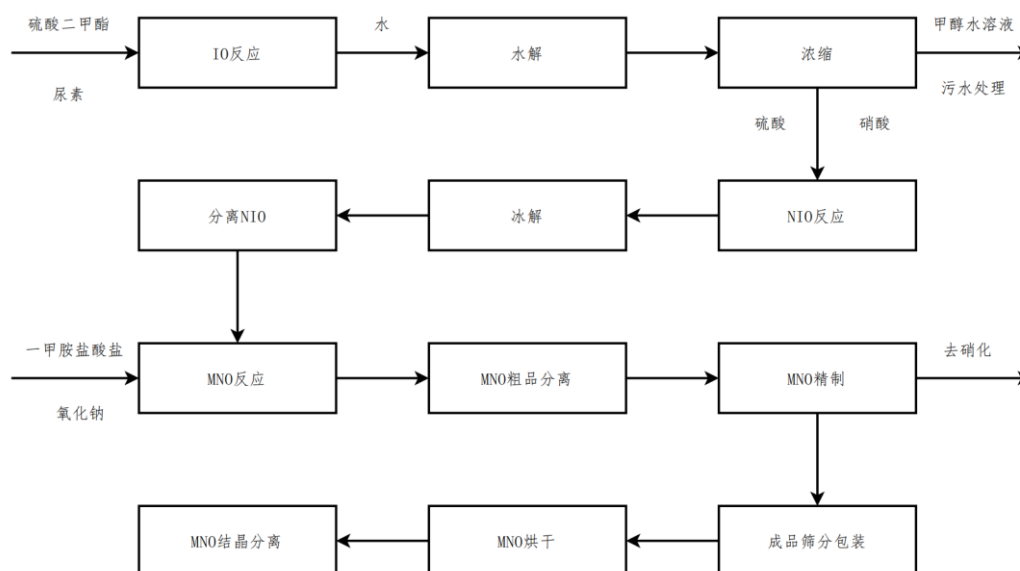 硫酸二甲酯
尿素
IO反应
水
水解
浓缩
甲醇水溶液
污水处理
硫酸
硝酸
分离NIO
冰解
NIO反应
一甲胺盐酸盐
氧化钠
MNO反应
MNO粗品分离
MNO精制
去硝化
MNO结晶分离
MNO烘干
成品筛分包装